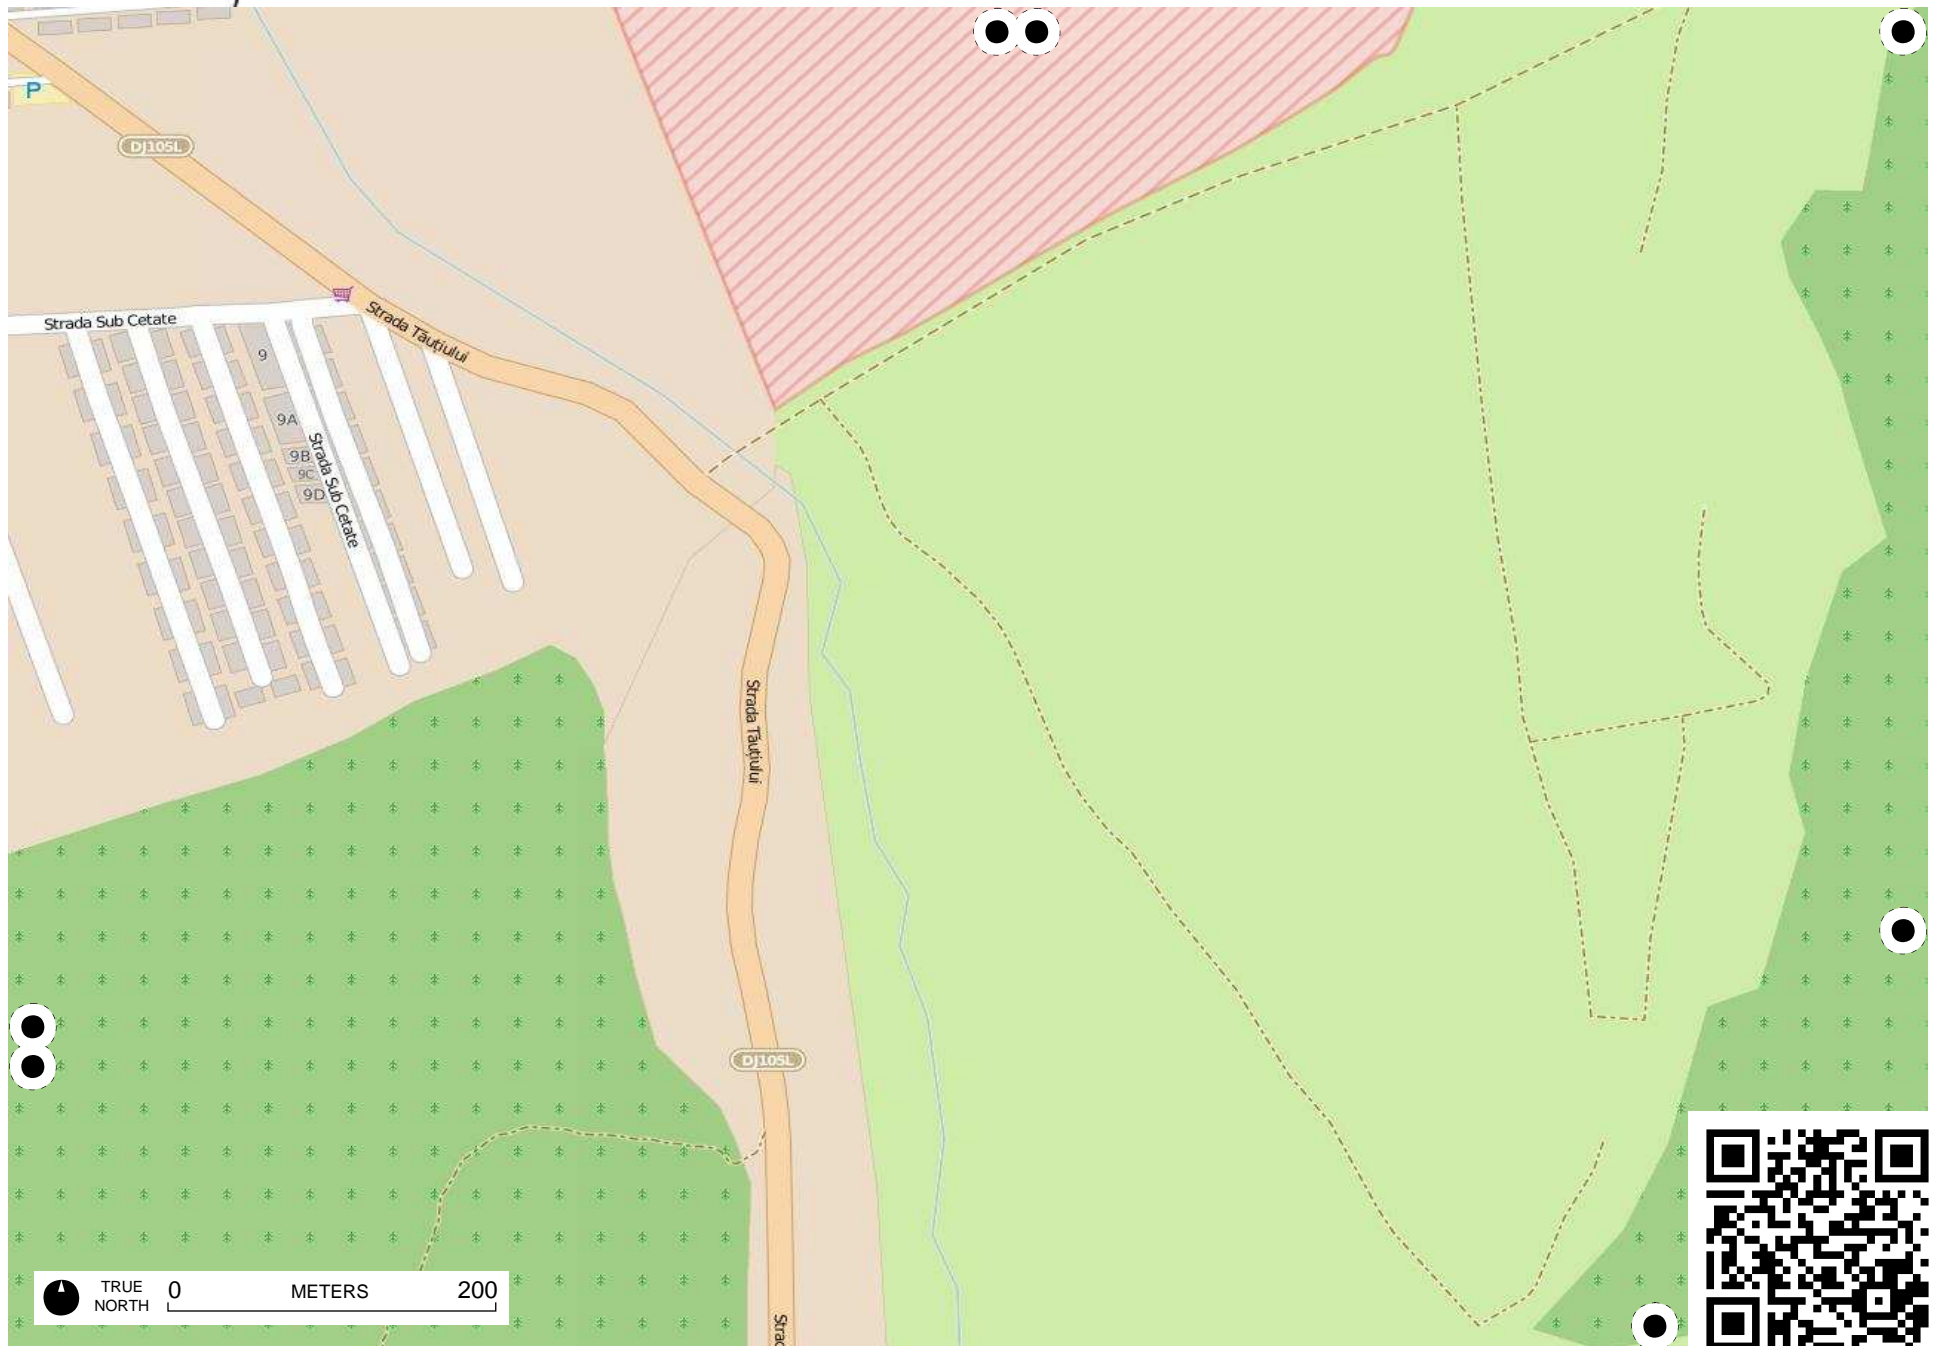 P
DJ105L
Strada Sub Cetate
Strada Tăuțiului
9
9A
9B
9C
9D
Strada Sub Cetate
Strada Tăuțiului
DJ105L
TRUE NORTH
0 METERS 200
Strad